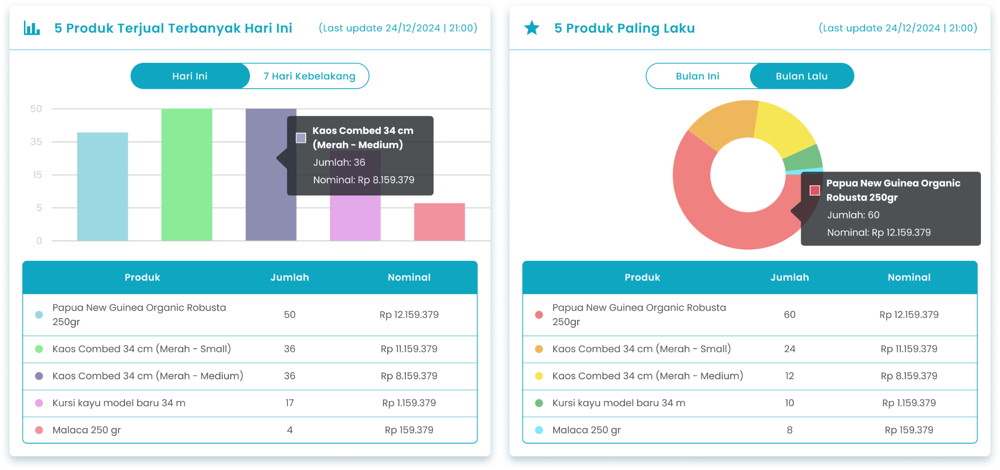 5 Produk Terjual Terbanyak Hari Ini
(Last update 24/12/2024 | 21:00)
Hari Ini
7 Hari Kebelakang
50
35
15
5
0
Kaos Combed 34 cm
(Merah - Medium)
Jumlah: 36
Nominal: Rp 8.159.379
Produk Jumlah Nominal
Papua New Guinea Organic Robusta
250gr
50
Rp 12.159.379
Kaos Combed 34 cm (Merah - Small) 36 Rp 11.159.379
Kaos Combed 34 cm (Merah - Medium) 36 Rp 8.159.379
Kursi kayu model baru 34 m 17 Rp 1.159.379
Malaca 250 gr 4 Rp 159.379
5 Produk Paling Laku
(Last update 24/12/2024 | 21:00)
Bulan Ini
Bulan Lalu
Papua New Guinea Organic
Robusta 250gr
Jumlah: 60
Nominal: Rp 12.159.379
Produk Jumlah Nominal
Papua New Guinea Organic Robusta
250gr
60
Rp 12.159.379
Kaos Combed 34 cm (Merah - Small) 24 Rp 11.159.379
Kaos Combed 34 cm (Merah - Medium) 12 Rp 8.159.379
Kursi kayu model baru 34 m 10 Rp 1.159.379
Malaca 250 gr 8 Rp 159.379